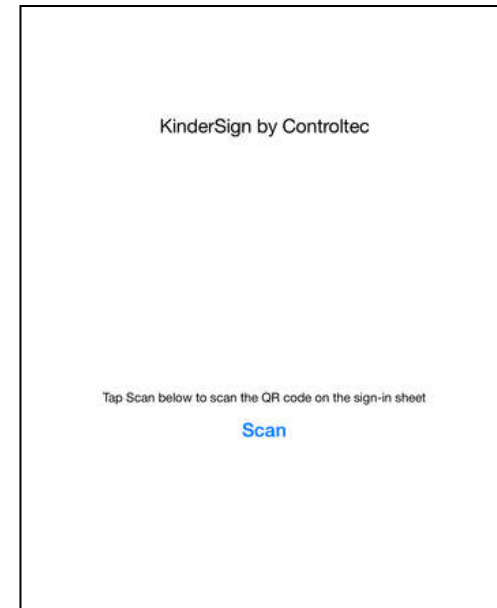 KinderSign by Controltec
Tap Scan below to scan the QR code on the sign-in sheet
Scan